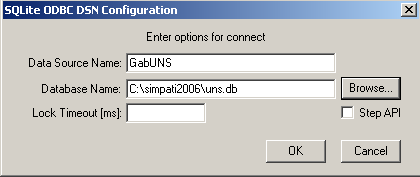 SQLite ODBC DSN Configuration
Enter options for connect
Data Source Name: GabUNS
Database Name: C:\simpati2006\uns.db Browse...
Lock Timeout [ms]: Step API
OK Cancel